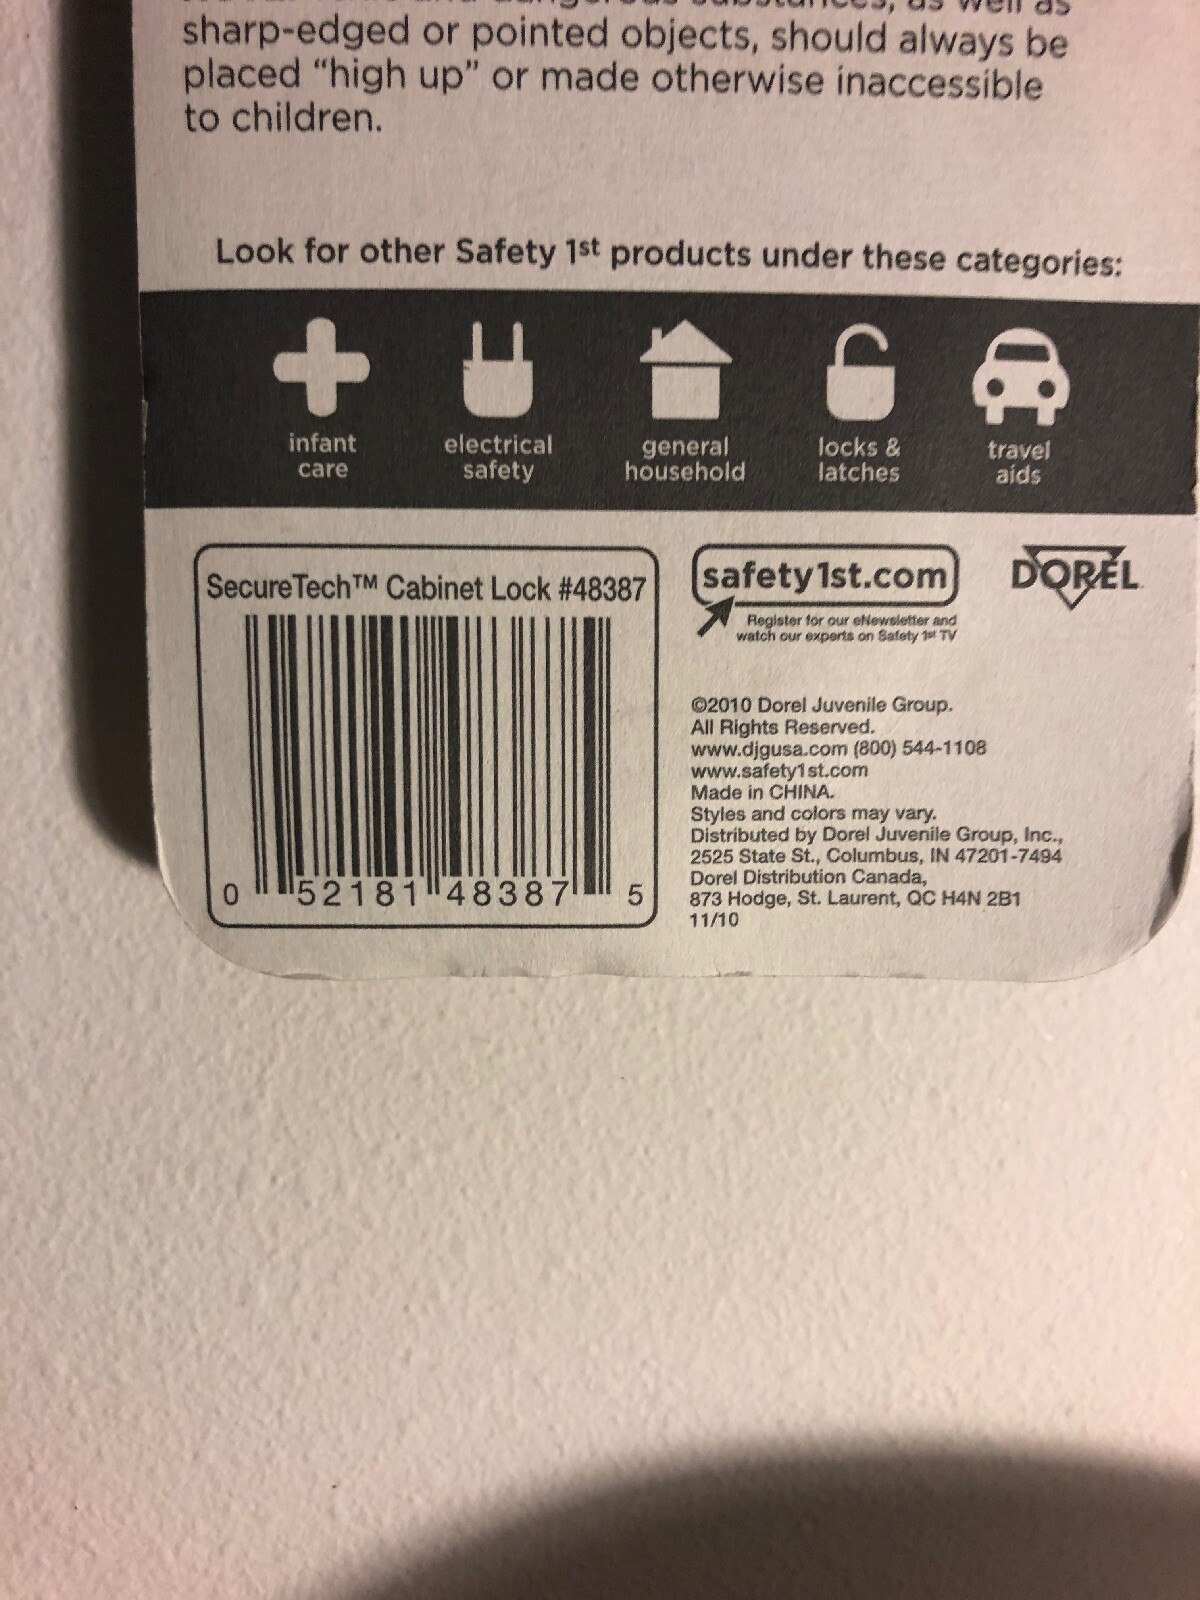 dangerous substances, as well as
sharp-edged or pointed objects, should always be
placed “high up” or made otherwise inaccessible
to children.
Look for other Safety 1st products under these categories:
infant
care
electrical
safety
general
household
locks &
latches
travel
aids
SecureTech™ Cabinet Lock #48387
0 52181 48387 5
safety1st.com
Register for our eNewsletter and
watch our experts on Safety 1st TV
DOREL
©2010 Dorel Juvenile Group.
All Rights Reserved.
www.djgusa.com (800) 544-1108
www.safety1st.com
Made in CHINA.
Styles and colors may vary.
Distributed by Dorel Juvenile Group, Inc.,
2525 State St., Columbus, IN 47201-7494
Dorel Distribution Canada,
873 Hodge, St. Laurent, QC H4N 2B1
11/10